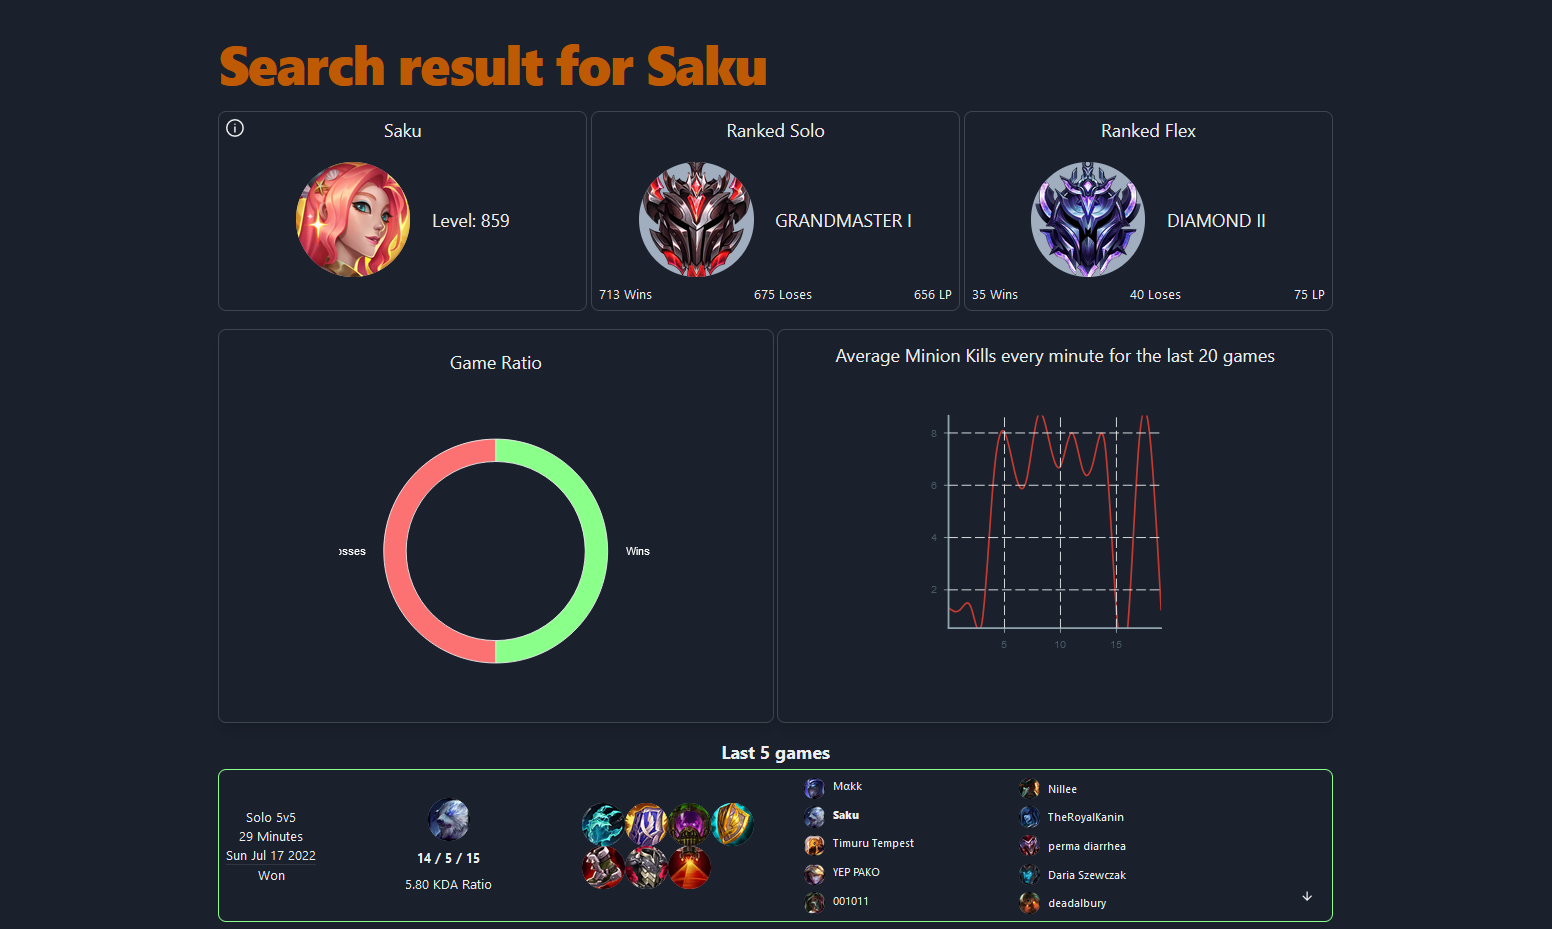 Search result for Saku
Saku
Level: 859
Ranked Solo
GRANDMASTER I
713 Wins
675 Loses
656 LP
Ranked Flex
DIAMOND II
35 Wins
40 Loses
75 LP
Game Ratio
osses
Wins
Average Minion Kills every minute for the last 20 games
8
6
4
2
5
10
15
Last 5 games
Solo 5v5
29 Minutes
Sun Jul 17 2022
Won
14 / 5 / 15
5.80 KDA Ratio
Mαkk
Saku
Timuru Tempest
YEP PAKO
001011
Nillee
TheRoyalKanin
perma diarrhea
Daria Szewczak
deadalbury